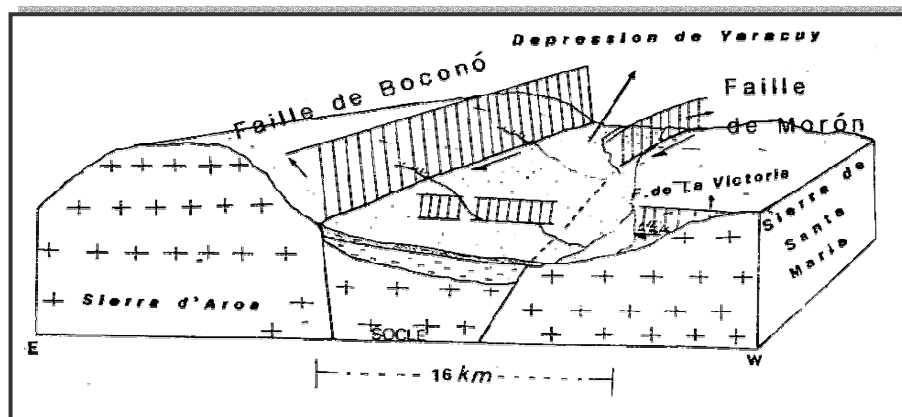 Depression de Yaracuy
Faille de Boconó
Faille
de Morón
F. de La Victoria
Sierra de
Santa
Maria
Sierra d'Aroa
SOCLE
E
W
16 km